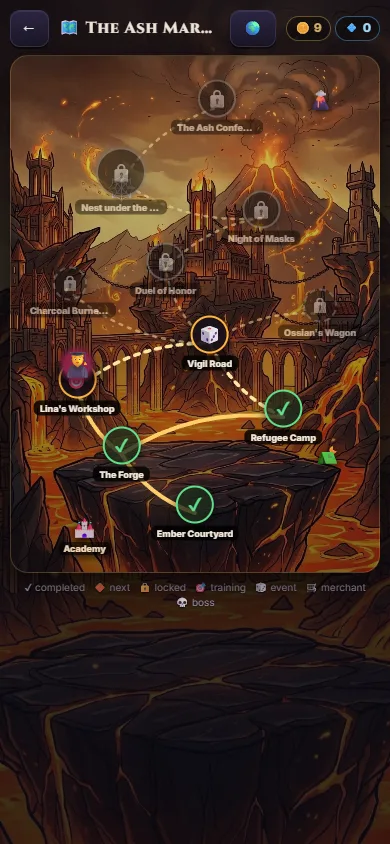 The Ash Mar...
9
0
The Ash Confe...
Nest under the ...
Night of Masks
Duel of Honor
Charcoal Burne...
Ossian's Wagon
Vigil Road
Lina's Workshop
Refugee Camp
The Forge
Ember Courtyard
Academy
completed next locked training event merchant
boss